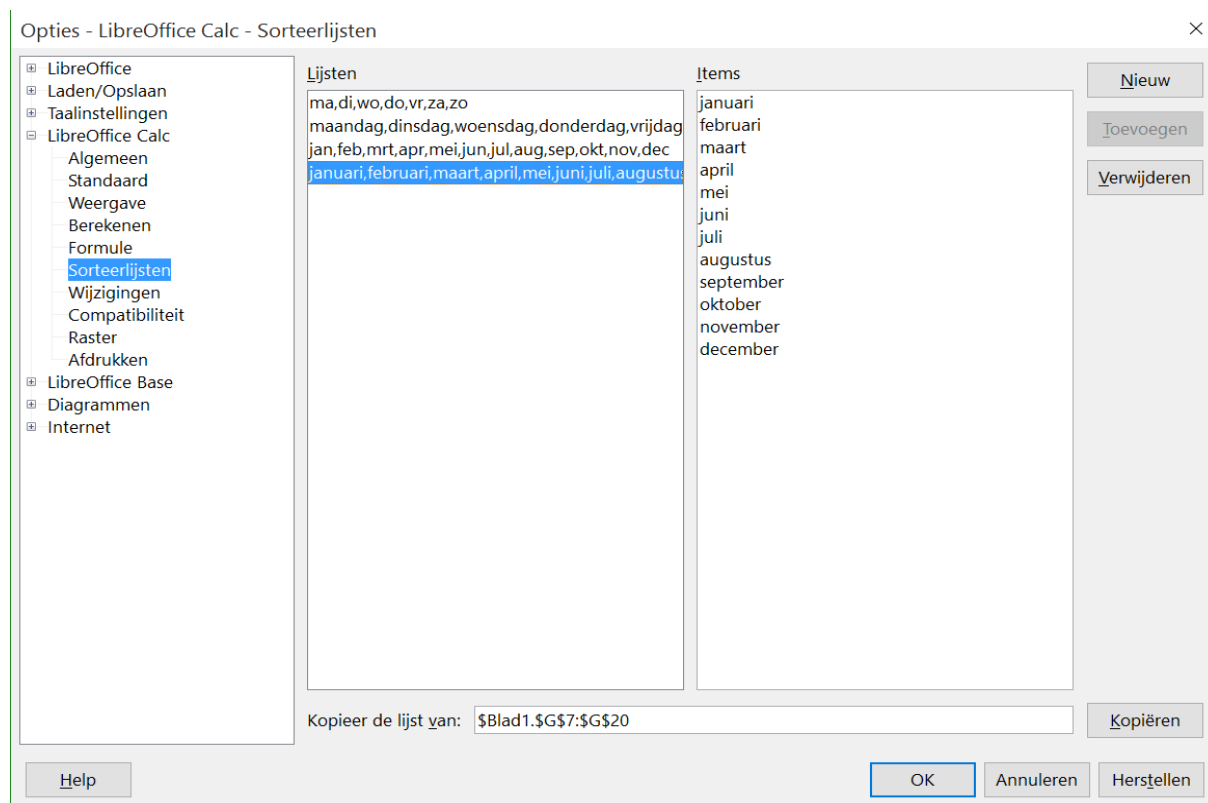 Opties - LibreOffice Calc - Sorteerlijsten
LibreOffice
Laden/Opslaan
Taalinstellingen
LibreOffice Calc
Algemeen
Standaard
Weergave
Berekenen
Formule
Sorteerlijsten
Wijzigingen
Compatibiliteit
Raster
Afdrukken
LibreOffice Base
Diagrammen
Internet
Lijsten
ma,di,wo,do,vr,za,zo
maandag,dinsdag,woensdag,donderdag,vrijdag
jan,feb,mrt,apr,mei,jun,jul,aug,sep,okt,nov,dec
januari,februari,maart,april,mei,juni,juli,augustus
Items
januari
februari
maart
april
mei
juni
juli
augustus
september
oktober
november
december
Nieuw
Toevoegen
Verwijderen
Kopieer de lijst van: $Blad1.$G$7:$G$20
Kopiëren
Help
OK
Annuleren
Herstellen